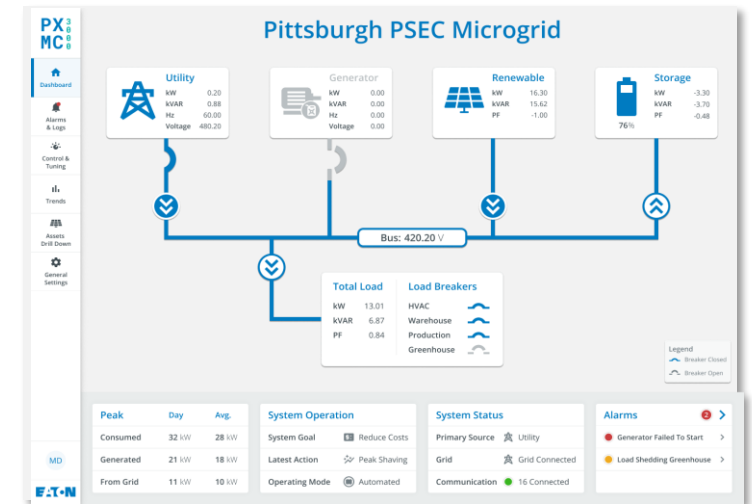 PX 3000
MC
Pittsburgh PSEC Microgrid
Dashboard
Alarms
& Logs
Control &
Tuning
Trends
Assets
Drill Down
General
Settings
MD
E·T·N
Utility
kW 0.20
kVAR 0.88
Hz 60.00
Voltage 480.20
Generator
kW 0.00
kVAR 0.00
Hz 0.00
Voltage 0.00
Renewable
kW 16.30
kVAR 15.62
PF -1.00
Storage
kW -3.30
kVAR -3.70
PF -0.48
76%
Bus: 420.20 V
Total Load
kW 13.01
kVAR 6.87
PF 0.84
Load Breakers
HVAC
Warehouse
Production
Greenhouse
Legend
Breaker Closed
Breaker Open
Peak Day Avg.
Consumed 32 kW 28 kW
Generated 21 kW 18 kW
From Grid 11 kW 10 kW
System Operation
System Goal $ Reduce Costs
Latest Action Peak Shaving
Operating Mode Automated
System Status
Primary Source Utility
Grid Grid Connected
Communication 16 Connected
Alarms 2
Generator Failed To Start
Load Shedding Greenhouse